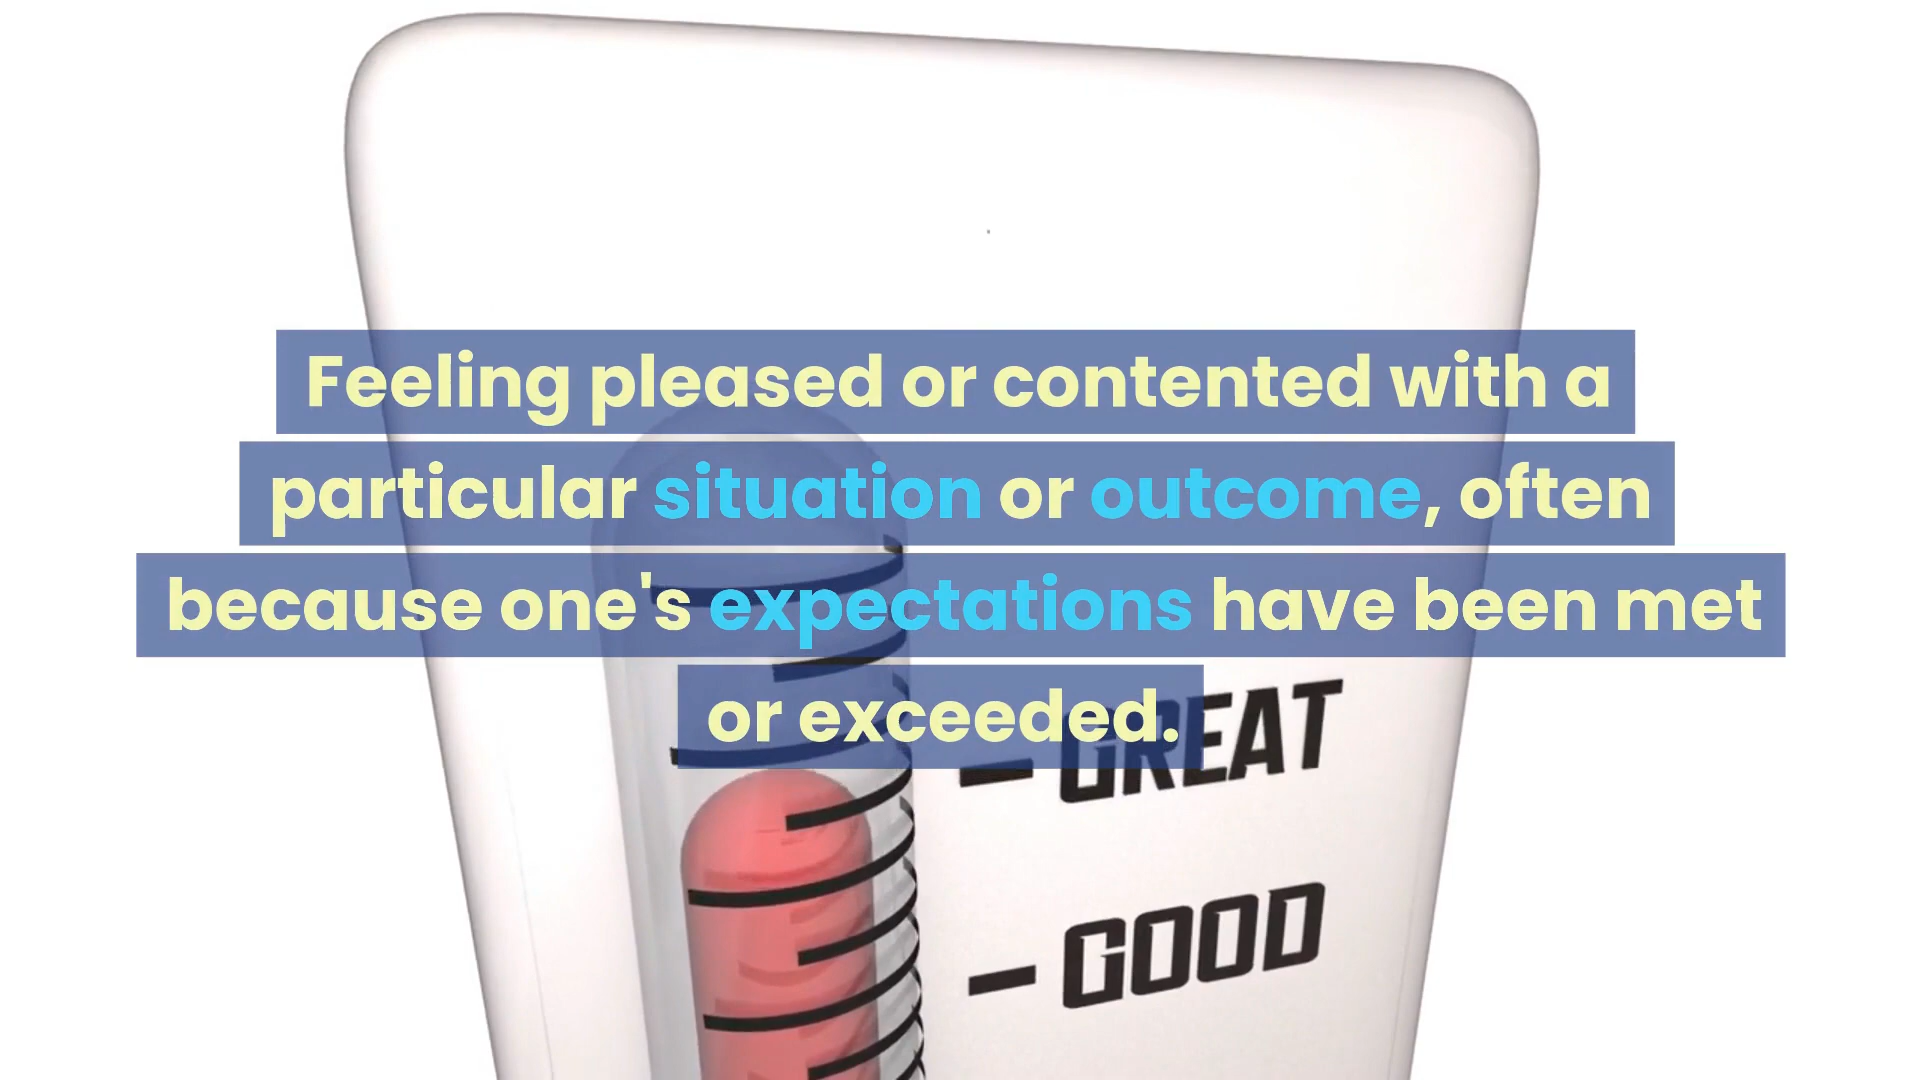 Feeling pleased or contented with a
particular situation or outcome, often
because one's expectations have been met
or exceeded.
GREAT
GOOD